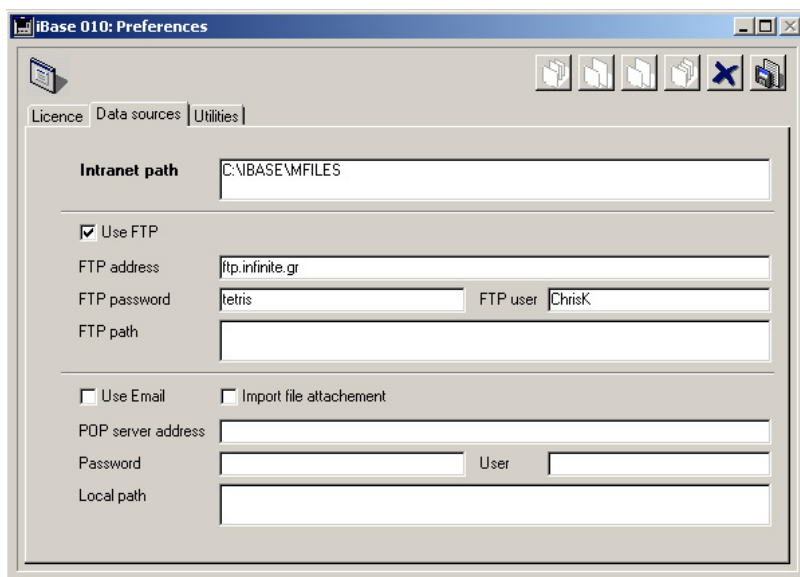 iBase 010: Preferences
Licence Data sources Utilities
Intranet path C:\IBASE\MFILES
Use FTP
FTP address ftp.infinite.gr
FTP password tetris FTP user ChrisK
FTP path
Use Email Import file attachement
POP server address
Password User
Local path